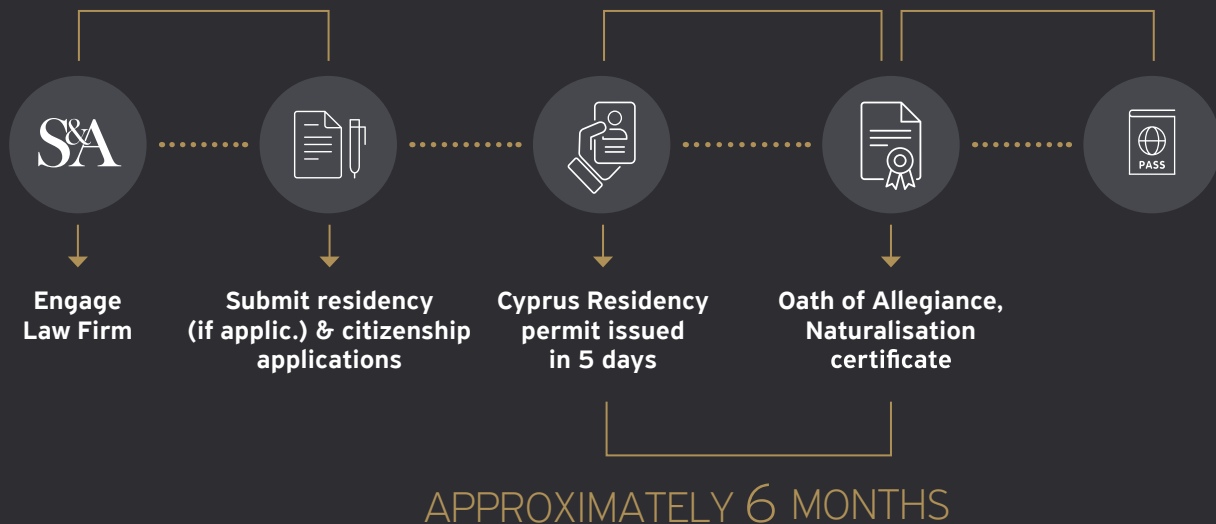 S&A
PASS
Engage
Law Firm
Submit residency
(if applic.) & citizenship
applications
Cyprus Residency
permit issued
in 5 days
Oath of Allegiance,
Naturalisation
certificate
APPROXIMATELY 6 MONTHS